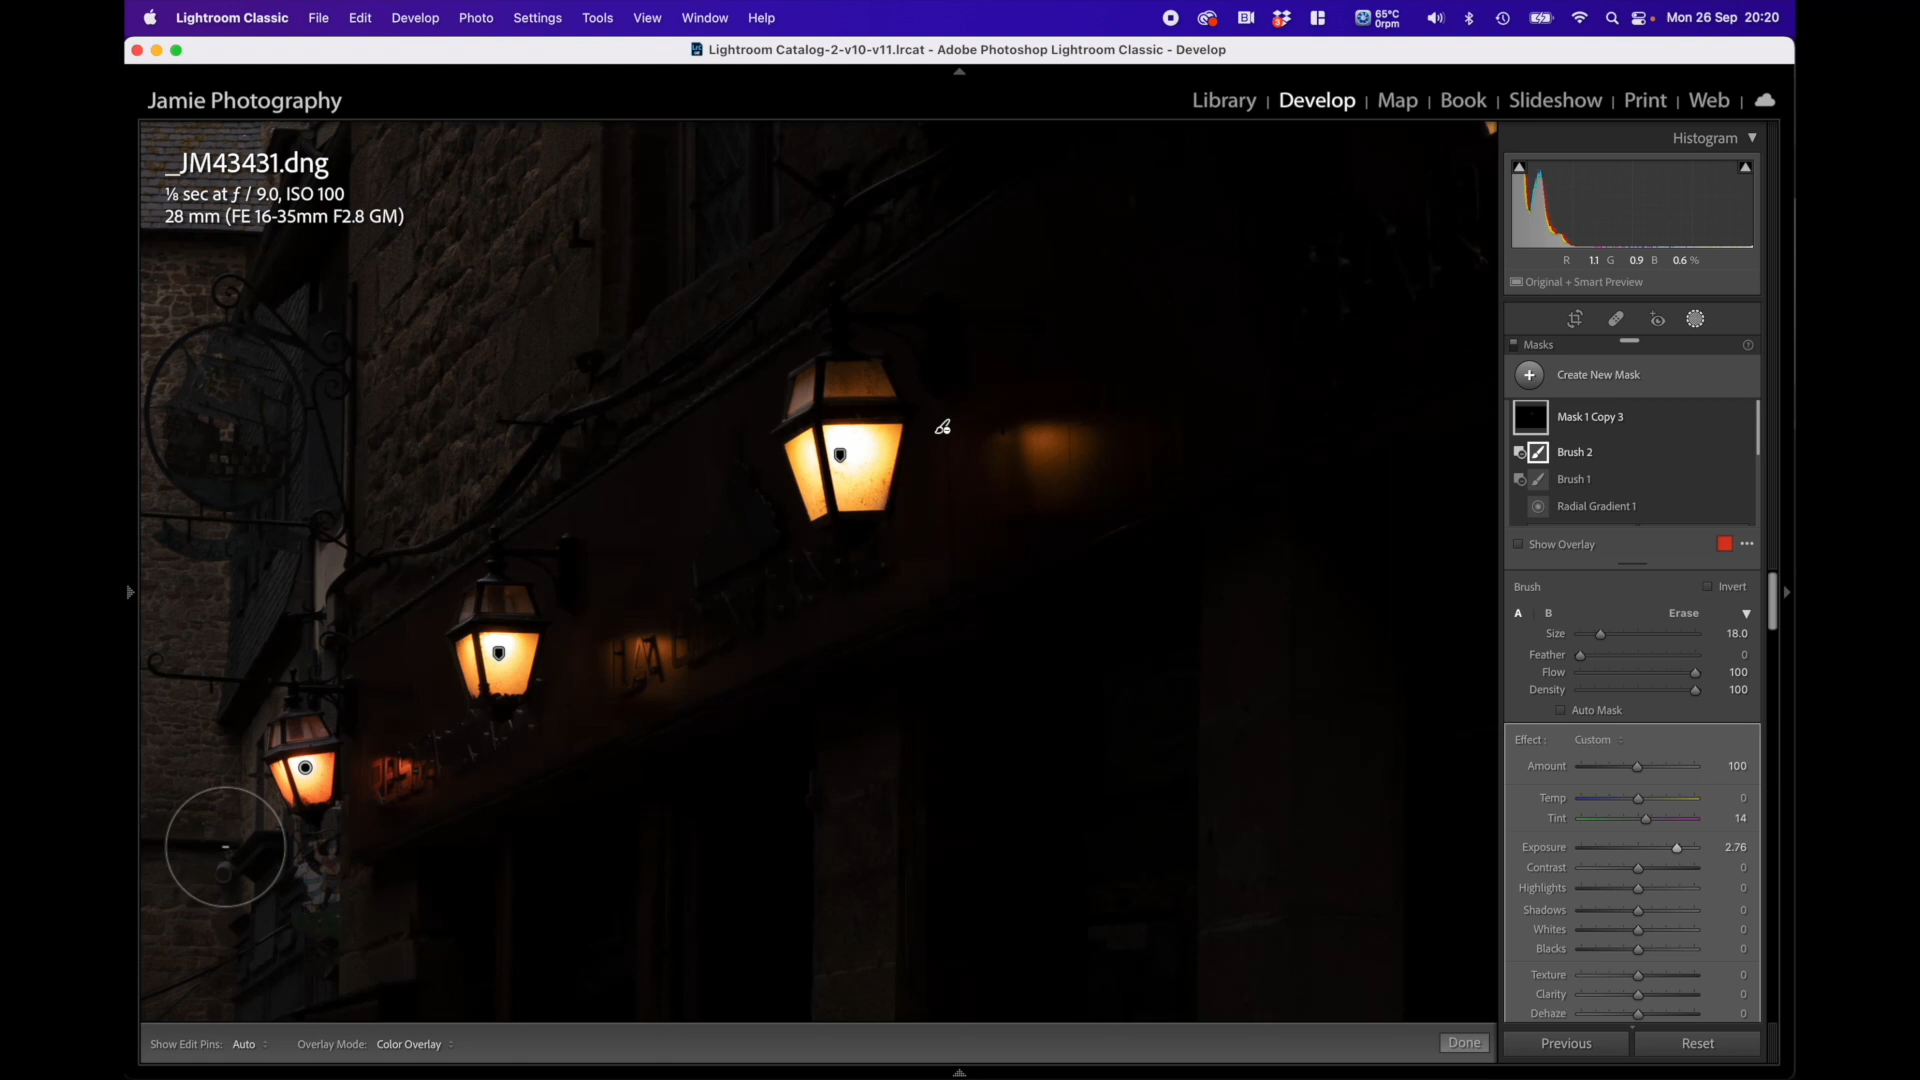 Lightroom Classic File Edit Develop Photo Settings Tools View Window Help 65°C 0rpm Mon 26 Sep 20:20
Lightroom Catalog-2-v10-v11.lrcat - Adobe Photoshop Lightroom Classic - Develop
Jamie Photography
Library | Develop | Map | Book | Slideshow | Print | Web |
_JM43431.dng
⅛ sec at ƒ / 9.0, ISO 100
28 mm (FE 16-35mm F2.8 GM)
Histogram
R 1.1 G 0.9 B 0.6 %
Original + Smart Preview
Masks
Create New Mask
Mask 1 Copy 3
Brush 2
Brush 1
Radial Gradient 1
Show Overlay
Brush Invert
A B Erase
Size 18.0
Feather 0
Flow 100
Density 100
Auto Mask
Effect : Custom
Amount 100
Temp 0
Tint 14
Exposure 2.76
Contrast 0
Highlights 0
Shadows 0
Whites 0
Blacks 0
Texture 0
Clarity 0
Dehaze 0
Show Edit Pins: Auto Overlay Mode: Color Overlay Done
Previous Reset